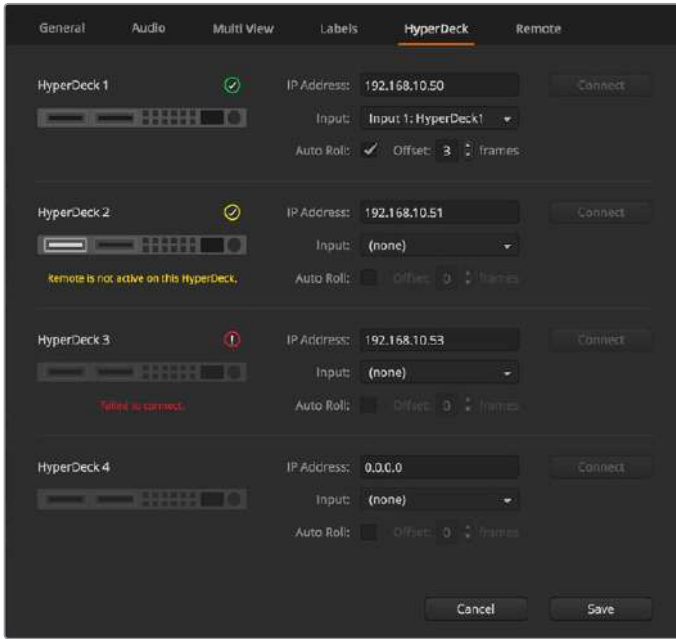 General Audio Multi View Labels HyperDeck Remote
HyperDeck 1 IP Address: 192.168.10.50 Connect
Input: Input 1: HyperDeck1
Auto Roll: Offset: 3 frames
HyperDeck 2 IP Address: 192.168.10.51 Connect
Input: (none)
Remote is not active on this HyperDeck.
Auto Roll: Offset: 0 frames
HyperDeck 3 IP Address: 192.168.10.53 Connect
Input: (none)
Failed to connect.
Auto Roll: Offset: 0 frames
HyperDeck 4 IP Address: 0.0.0.0 Connect
Input: (none)
Auto Roll: Offset: 0 frames
Cancel Save